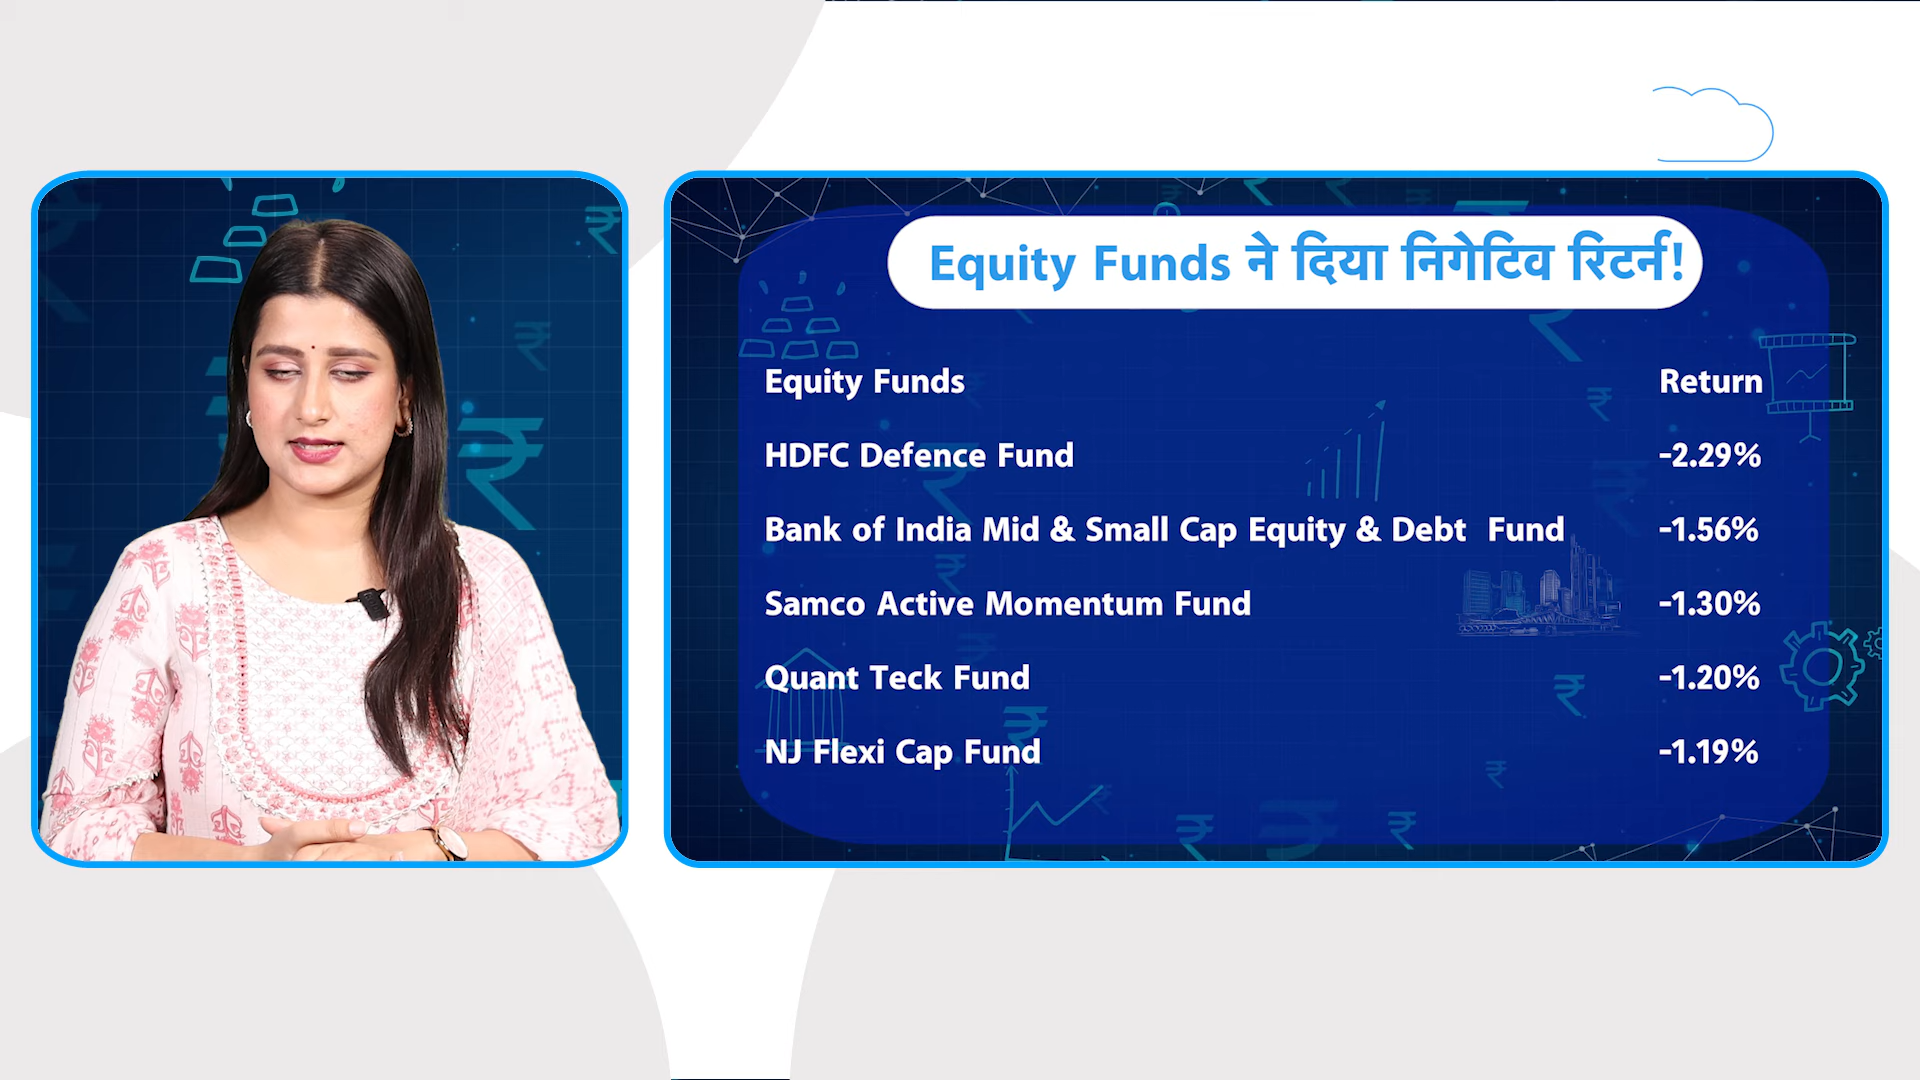 Equity Funds ने दिया निगेटिव रिटर्न!
Equity Funds Return
HDFC Defence Fund -2.29%
Bank of India Mid & Small Cap Equity & Debt Fund -1.56%
Samco Active Momentum Fund -1.30%
Quant Teck Fund -1.20%
NJ Flexi Cap Fund -1.19%